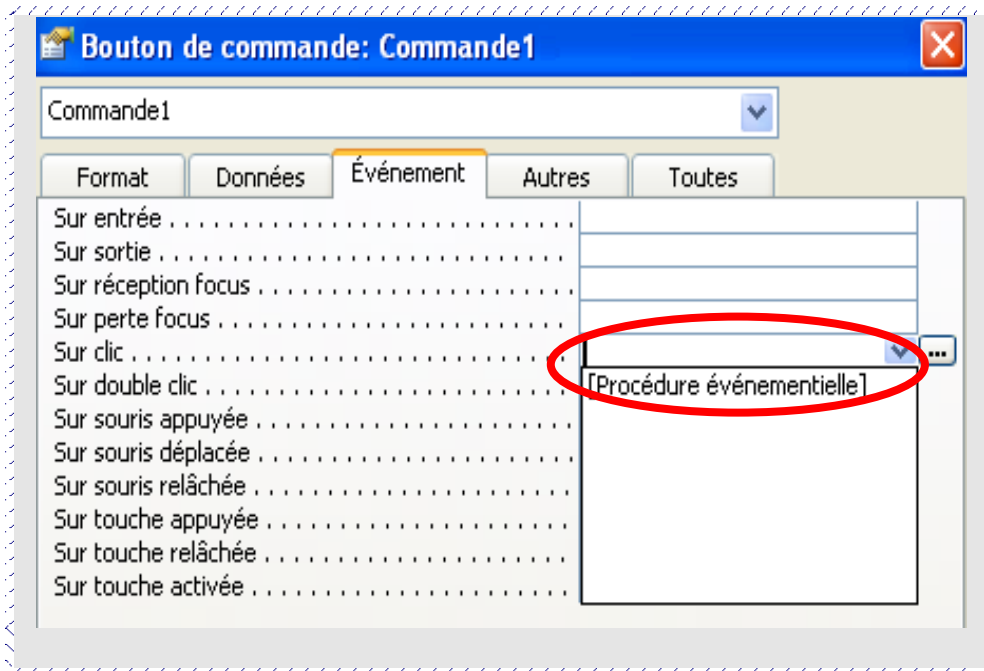 Bouton de commande: Commande1
Commande1
Format Données Événement Autres Toutes
Sur entrée . . . . . . . . . . . . . . . . . . . . . . . . . . . . . .
Sur sortie . . . . . . . . . . . . . . . . . . . . . . . . . . . . . .
Sur réception focus . . . . . . . . . . . . . . . . . . . . . . .
Sur perte focus . . . . . . . . . . . . . . . . . . . . . . . . . .
Sur clic . . . . . . . . . . . . . . . . . . . . . . . . . . . . . . . . ...
Sur double clic . . . . . . . . . . . . . . . . . . . . . . . . . . . [Procédure événementielle]
Sur souris appuyée . . . . . . . . . . . . . . . . . . . . . . .
Sur souris déplacée . . . . . . . . . . . . . . . . . . . . . . .
Sur souris relâchée . . . . . . . . . . . . . . . . . . . . . . .
Sur touche appuyée . . . . . . . . . . . . . . . . . . . . . .
Sur touche relâchée . . . . . . . . . . . . . . . . . . . . . .
Sur touche activée . . . . . . . . . . . . . . . . . . . . . . .